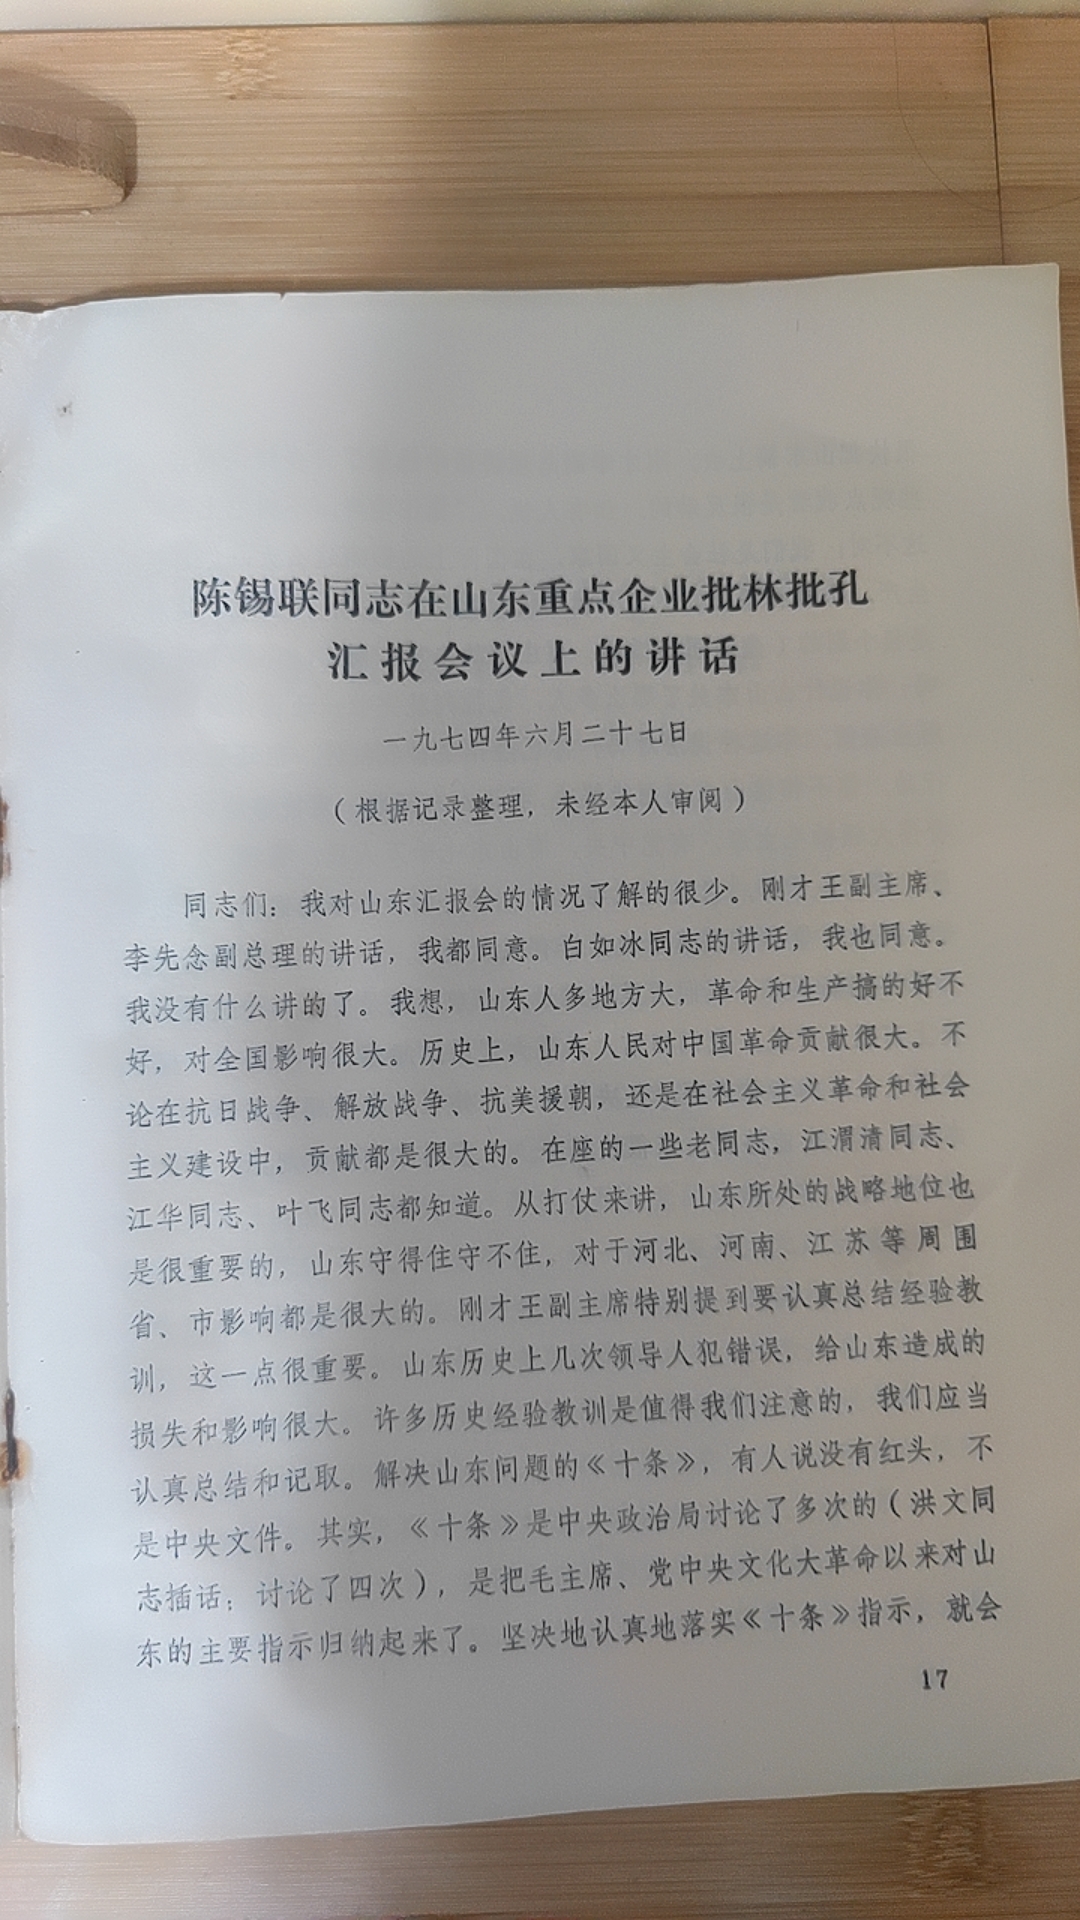 陈锡联同志在山东重点企业批林批孔
汇报会议上的讲话
一九七四年六月二十七日
（根据记录整理，未经本人审阅）
同志们：我对山东汇报会的情况了解的很少。刚才王副主席、
李先念副总理的讲话，我都同意。白如冰同志的讲话，我也同意。
我没有什么讲的了。我想，山东人多地方大，革命和生产搞的好不
好，对全国影响很大。历史上，山东人民对中国革命贡献很大。不
论在抗日战争、解放战争、抗美援朝，还是在社会主义革命和社会
主义建设中，贡献都是很大的。在座的一些老同志，江渭清同志、
江华同志、叶飞同志都知道。从打仗来讲，山东所处的战略地位也
是很重要的，山东守得住守不住，对于河北、河南、江苏等周围
省、市影响都是很大的。刚才王副主席特别提到要认真总结经验教
训，这一点很重要。山东历史上几次领导人犯错误，给山东造成的
损失和影响很大。许多历史经验教训是值得我们注意的，我们应当
认真总结和记取。解决山东问题的《十条》，有人说没有红头，不
是中央文件。其实，《十条》是中央政治局讨论了多次的（洪文同
志插话：讨论了四次），是把毛主席、党中央文化大革命以来对山
东的主要指示归纳起来了。坚决地认真地落实《十条》指示，就会
17